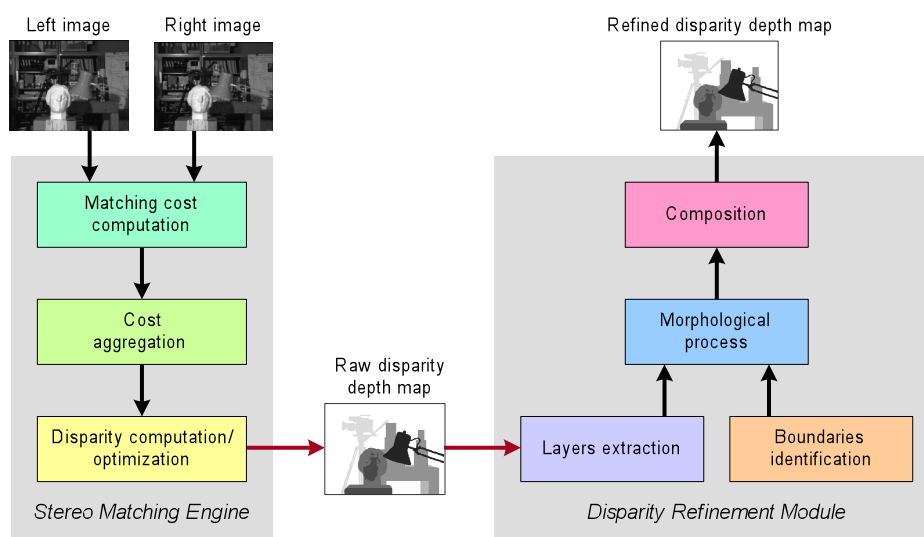 Left image
Right image
Matching cost
computation
Cost
aggregation
Disparity computation/
optimization
Stereo Matching Engine
Raw disparity
depth map
Refined disparity depth map
Composition
Morphological
process
Layers extraction
Boundaries
identification
Disparity Refinement Module